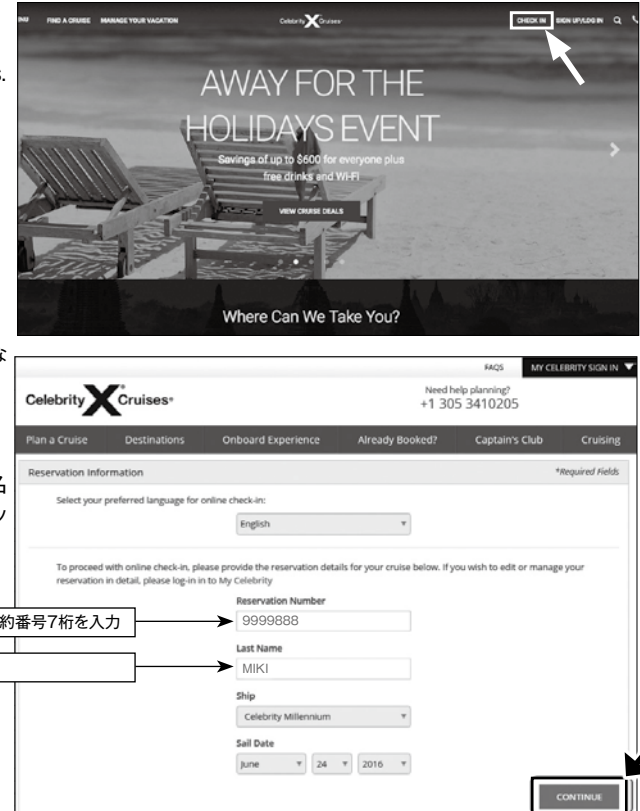 NU FIND A CRUISE MANAGE YOUR VACATION Celebrity X Cruises CHECK IN SIGN UP/LOG IN
s.
AWAY FOR THE
HOLIDAYS EVENT
Savings of up to $600 for everyone plus
free drinks and Wi-Fi
VIEW CRUISE DEALS
Where Can We Take You?
な
FAQS MY CELEBRITY SIGN IN
Celebrity X Cruises®
Need help planning?
+1 305 3410205
Plan a Cruise Destinations Onboard Experience Already Booked? Captain's Club Cruising
Reservation Information *Required Fields
名
Select your preferred language for online check-in:
English
To proceed with online check-in, please provide the reservation details for your cruise below. If you wish to edit or manage your
reservation in detail, please log-in in to My Celebrity
Reservation Number
約番号7桁を入力
9999888
Last Name
MIKI
Ship
Celebrity Millennium
Sail Date
June 24 2016
CONTINUE